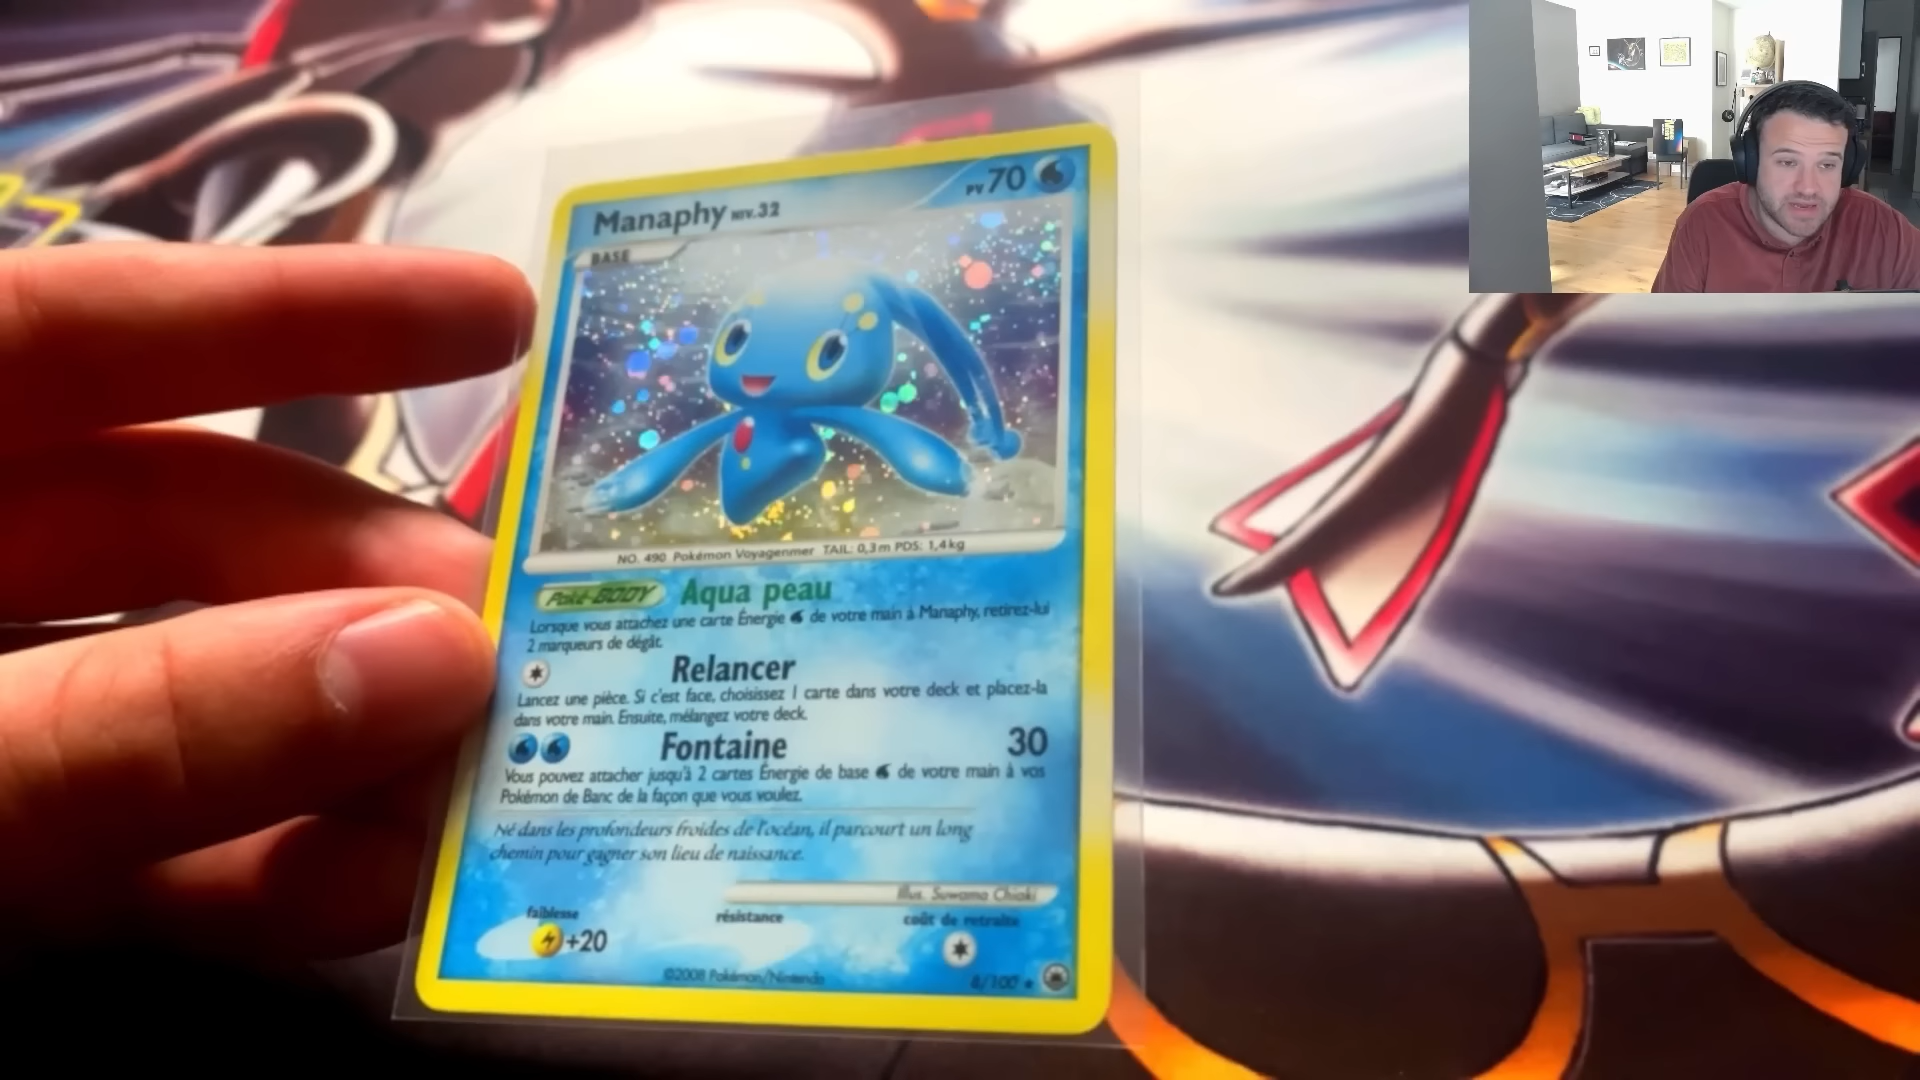 Manaphy NIV.32
PV 70
BASE
NO. 490 Pokémon Voyagenmer TAIL: 0,3m PDS: 1,4kg
Poké-BODY Aqua peau
Lorsque vous attachez une carte Énergie de votre main à Manaphy, retirez-lui
2 marqueurs de dégât.
Relancer
Lancez une pièce. Si c'est face, choisissez 1 carte dans votre deck et placez-la
dans votre main. Ensuite, mélangez votre deck.
Fontaine 30
Vous pouvez attacher jusqu'à 2 cartes Énergie de base de votre main à vos
Pokémon de Banc de la façon que vous voulez.
Né dans les profondeurs froides de l'océan, il parcourt un long
chemin pour gagner son lieu de naissance.
Illus. Suwama Chiaki
faiblesse résistance coût de retraite
+20
©2008 Pokémon/Nintendo 8/100